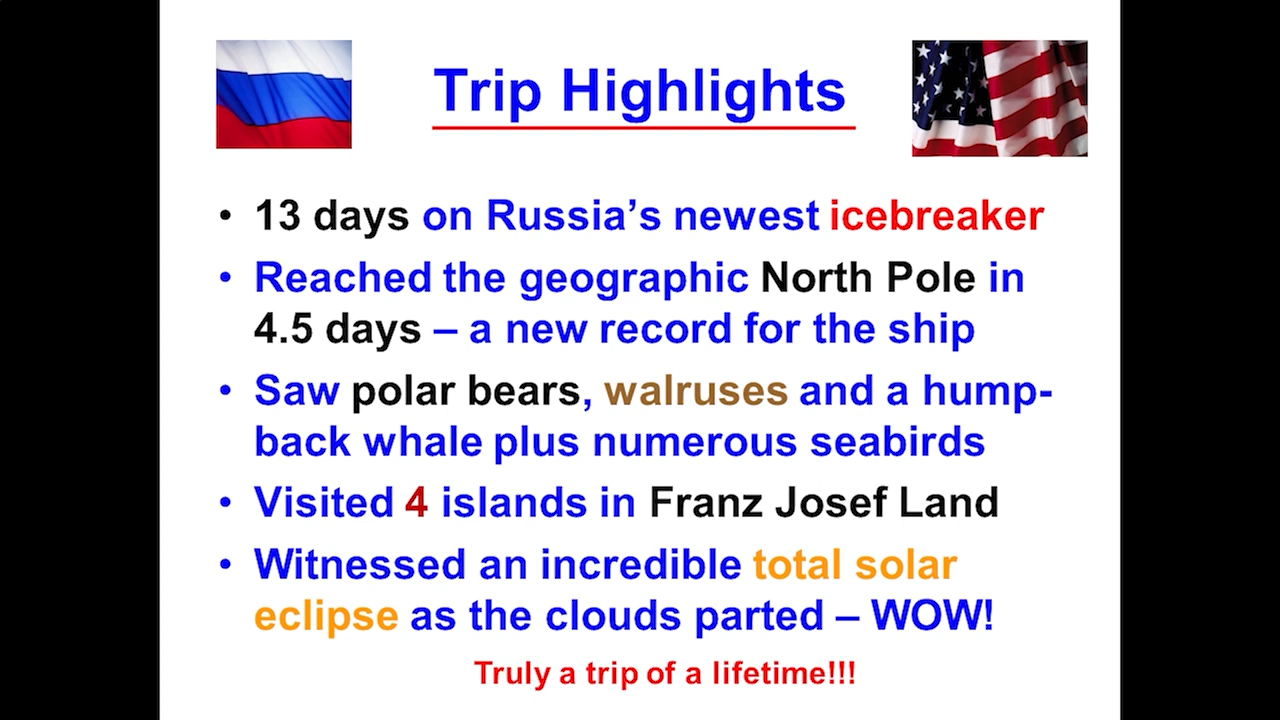 Trip Highlights
• 13 days on Russia’s newest icebreaker
• Reached the geographic North Pole in
4.5 days – a new record for the ship
• Saw polar bears, walruses and a hump-
back whale plus numerous seabirds
• Visited 4 islands in Franz Josef Land
• Witnessed an incredible total solar
eclipse as the clouds parted – WOW!
Truly a trip of a lifetime!!!